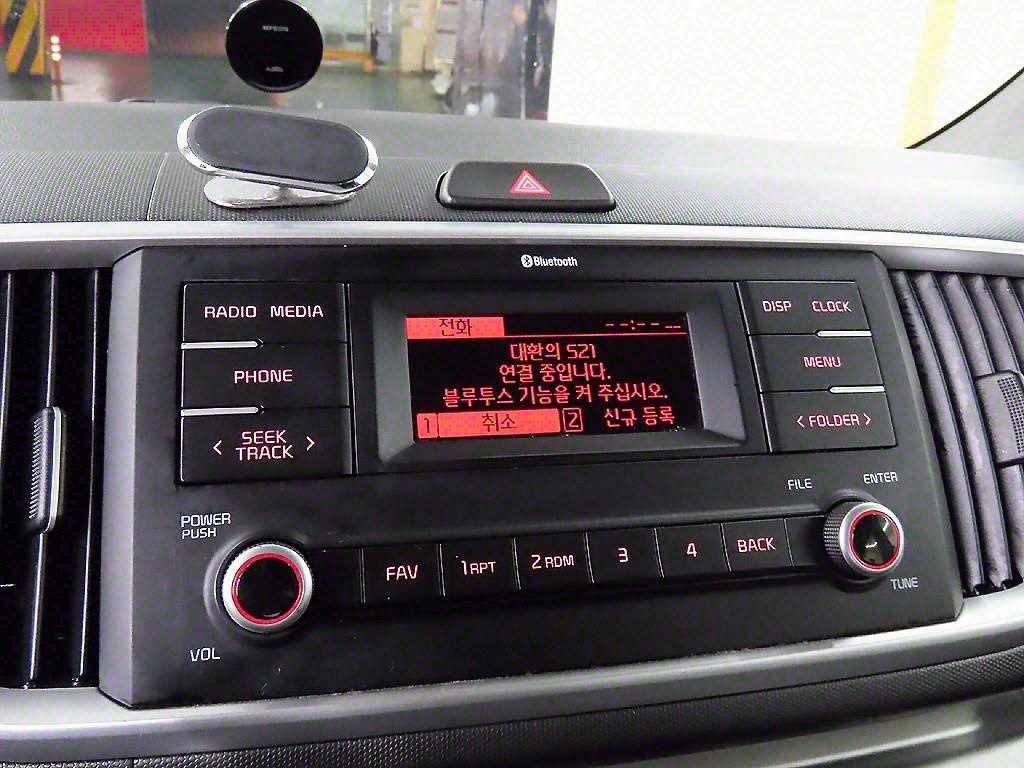 Bluetooth
RADIO MEDIA
PHONE
< SEEK TRACK >
전화
--:--
대환의 S21
연결 중입니다.
블루투스 기능을 켜 주십시오.
1 취소 2 신규 등록
DISP CLOCK
MENU
< FOLDER >
POWER
PUSH
VOL
FAV
1 RPT
2 RDM
3
4
BACK
FILE
ENTER
TUNE